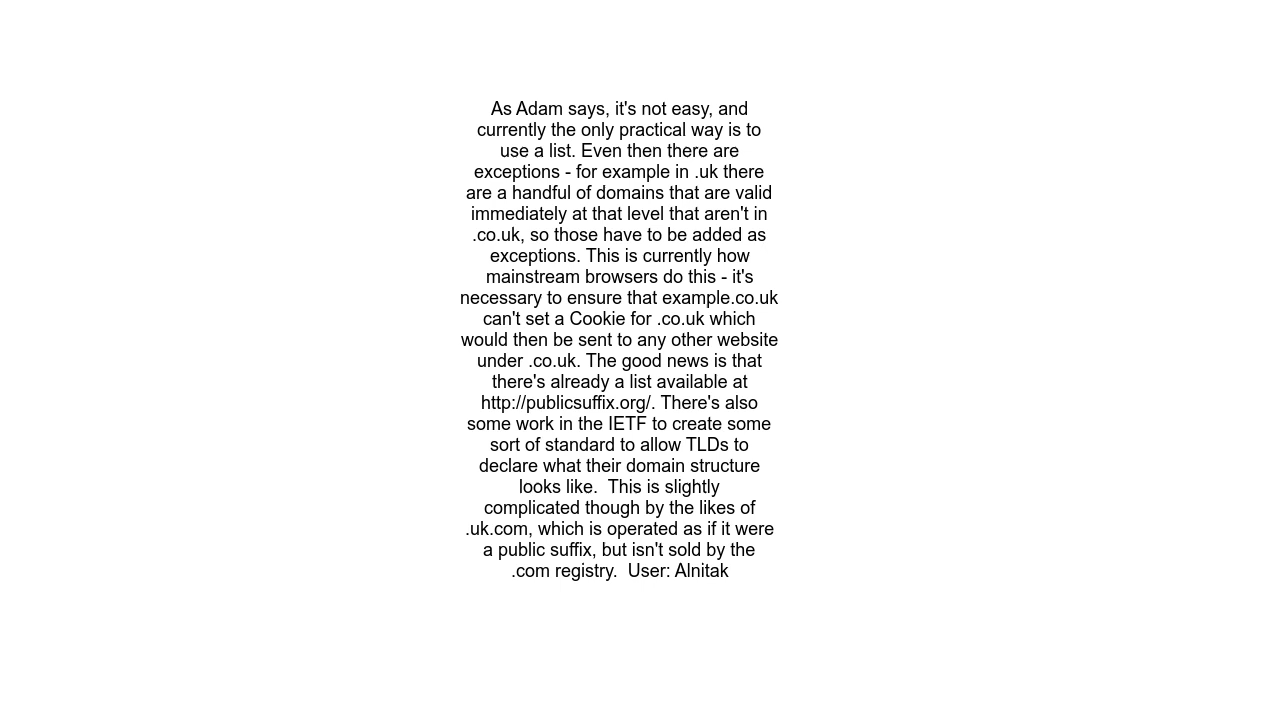 As Adam says, it's not easy, and
currently the only practical way is to
use a list. Even then there are
exceptions - for example in .uk there
are a handful of domains that are valid
immediately at that level that aren't in
.co.uk, so those have to be added as
exceptions. This is currently how
mainstream browsers do this - it's
necessary to ensure that example.co.uk
can't set a Cookie for .co.uk which
would then be sent to any other website
under .co.uk. The good news is that
there's already a list available at
http://publicsuffix.org/. There's also
some work in the IETF to create some
sort of standard to allow TLDs to
declare what their domain structure
looks like.  This is slightly
complicated though by the likes of
.uk.com, which is operated as if it were
a public suffix, but isn't sold by the
.com registry.  User: Alnitak